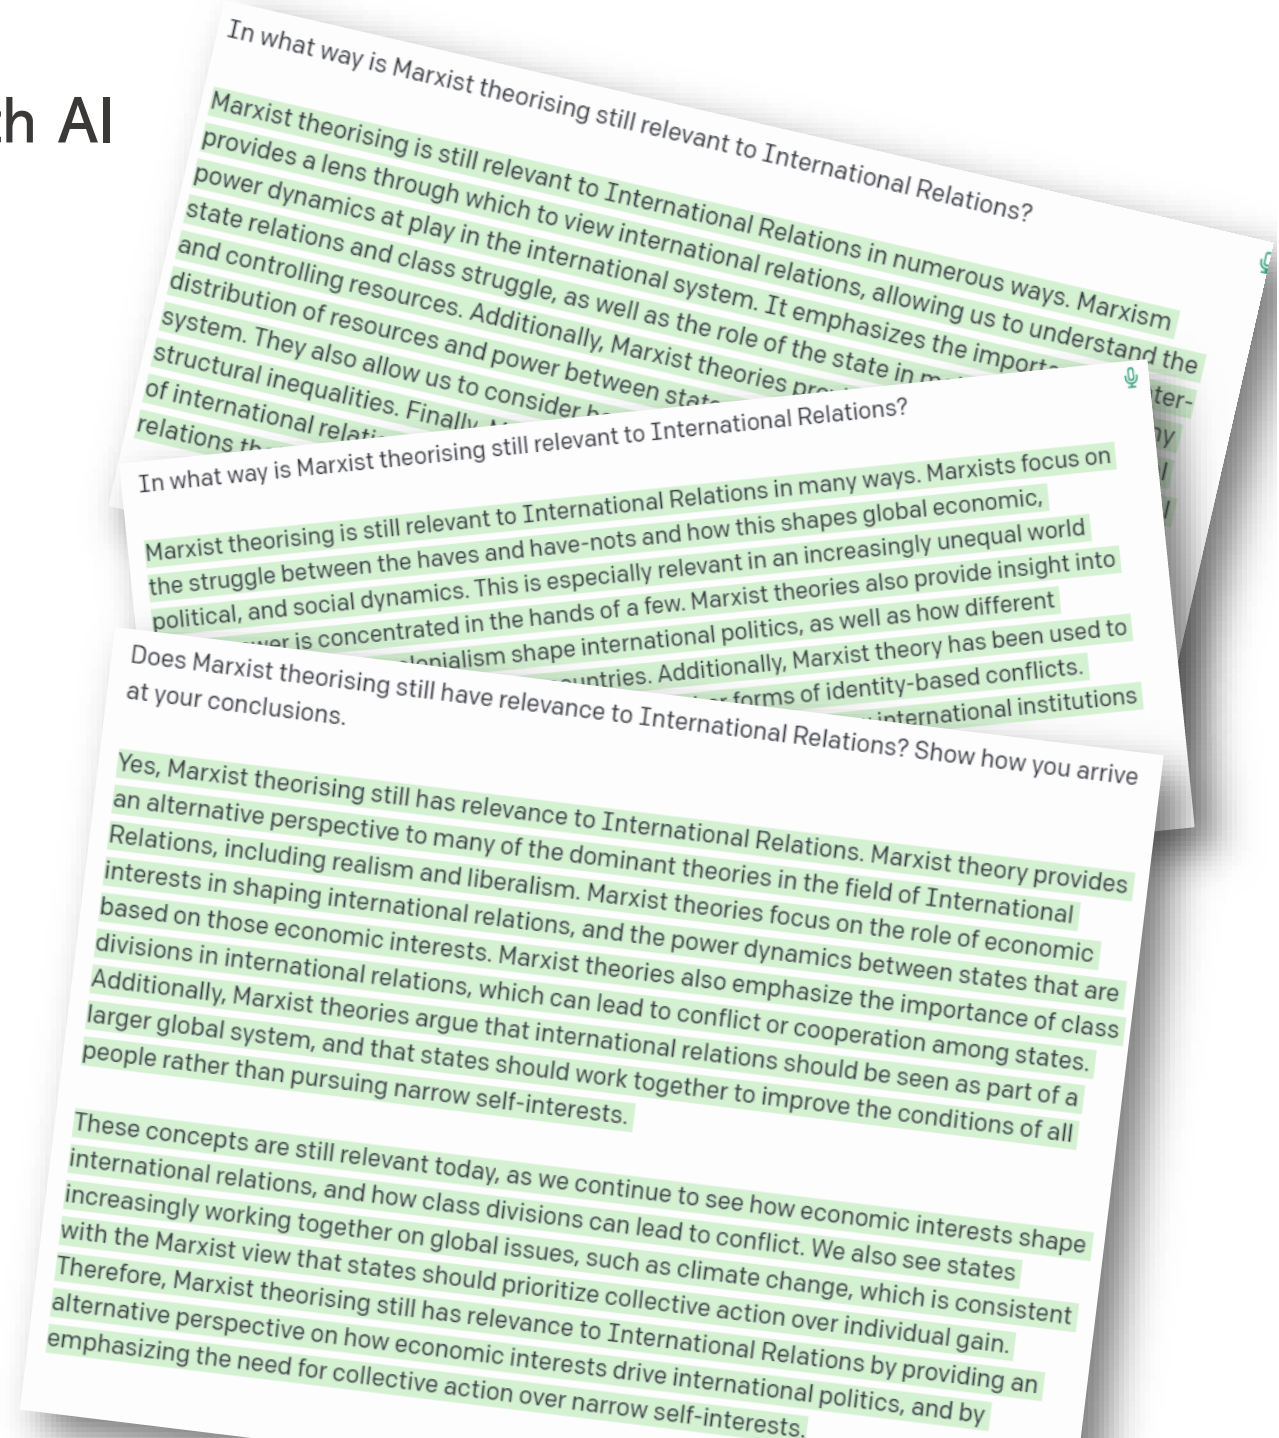 th AI
In what way is Marxist theorising still relevant to International Relations?
Marxist theorising is still relevant to International Relations in numerous ways. Marxism
provides a lens through which to view international relations, allowing us to understand the
power dynamics at play in the international system. It emphasizes the ter-
state relations and class struggle, as well as the role of the state in
and controlling resources. Additionally, Marxist theories
distribution of resources and power between
system. They also allow us to consider
structural inequalities. Finally,
of international
relations
In what way is Marxist theorising still relevant to International Relations?
Marxist theorising is still relevant to International Relations in many ways. Marxists focus on
the struggle between the haves and have-nots and how this shapes global economic,
political, and social dynamics. This is especially relevant in an increasingly unequal world
is concentrated in the hands of a few. Marxist theories also provide insight into
shape international politics, as well as how different
Additionally, Marxist theory has been used to
forms of identity-based conflicts.
international institutions
Does Marxist theorising still have relevance to International Relations? Show how you arrive
at your conclusions.
Yes, Marxist theorising still has relevance to International Relations. Marxist theory provides
an alternative perspective to many of the dominant theories in the field of International
Relations, including realism and liberalism. Marxist theories focus on the role of economic
interests in shaping international relations, and the power dynamics between states that are
based on those economic interests. Marxist theories also emphasize the importance of class
divisions in international relations, which can lead to conflict or cooperation among states.
Additionally, Marxist theories argue that international relations should be seen as part of a
larger global system, and that states should work together to improve the conditions of all
people rather than pursuing narrow self-interests.
These concepts are still relevant today, as we continue to see how economic interests shape
international relations, and how class divisions can lead to conflict. We also see states
increasingly working together on global issues, such as climate change, which is consistent
with the Marxist view that states should prioritize collective action over individual gain.
Therefore, Marxist theorising still has relevance to International Relations by providing an
alternative perspective on how economic interests drive international politics, and by
emphasizing the need for collective action over narrow self-interests.